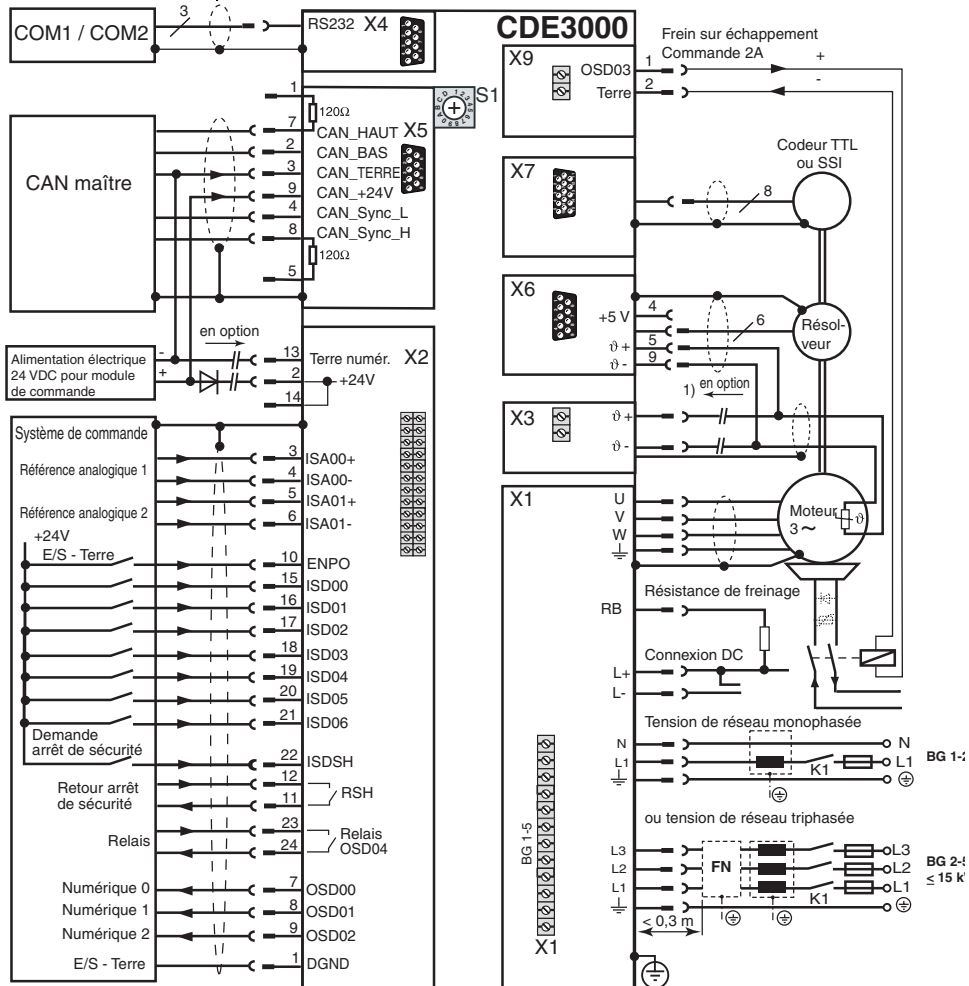 CDE3000
COM1 / COM2
3
RS232 X4
X9
OSD03
1
Terre
2
Frein sur échappement
Commande 2A
+
-
S1
CAN maître
1
120Ω
7
CAN_HAUT X5
2
CAN_BAS
3
CAN_TERRE
9
CAN_+24V
4
CAN_Sync_L
8
CAN_Sync_H
120Ω
5
X7
8
Codeur TTL
ou SSI
X6
+5 V
4
6
ϑ +
5
ϑ -
9
Résol-
veur
1) en option
X3
ϑ +
ϑ -
en option
Alimentation électrique
24 VDC pour module
de commande
-
+
13
Terre numér. X2
2
+24V
14
Système de commande
Référence analogique 1
3
ISA00+
4
ISA00-
Référence analogique 2
5
ISA01+
6
ISA01-
+24V
E/S - Terre
10
ENPO
15
ISD00
16
ISD01
17
ISD02
18
ISD03
19
ISD04
20
ISD05
21
ISD06
Demande
arrêt de sécurité
22
ISDSH
Retour arrêt
de sécurité
12
11
RSH
Relais
23
24
Relais
OSD04
Numérique 0
7
OSD00
Numérique 1
8
OSD01
Numérique 2
9
OSD02
E/S - Terre
1
DGND
X1
U
V
W
Moteur
3 ~
ϑ
Résistance de freinage
RB
Connexion DC
L+
L-
Tension de réseau monophasée
N
L1
K1
N
L1
BG 1-2
ou tension de réseau triphasée
BG 1-5
L3
L2
L1
FN
K1
L3
L2
L1
BG 2-5
≤ 15 k
< 0,3 m
X1